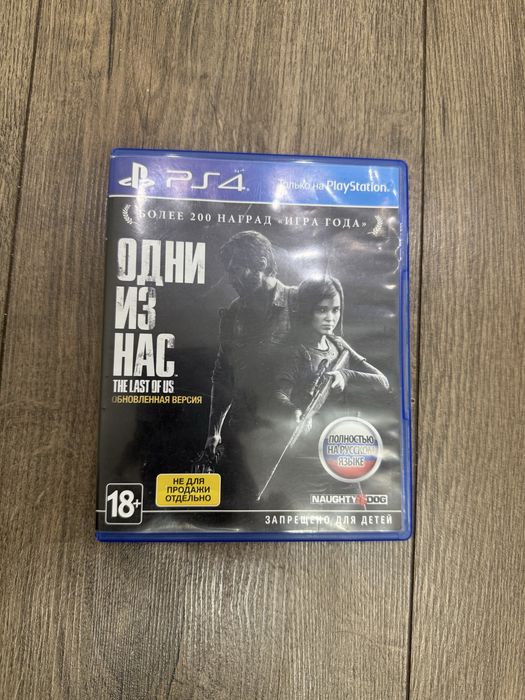 PS4
Только на PlayStation
БОЛЕЕ 200 НАГРАД «ИГРА ГОДА»
ОДНИ
ИЗ
НАС
THE LAST OF US
ОБНОВЛЕННАЯ ВЕРСИЯ
ПОЛНОСТЬЮ
НА РУССКОМ
ЯЗЫКЕ
НЕ ДЛЯ
ПРОДАЖИ
ОТДЕЛЬНО
18+
NAUGHTY DOG
ЗАПРЕЩЕНО ДЛЯ ДЕТЕЙ